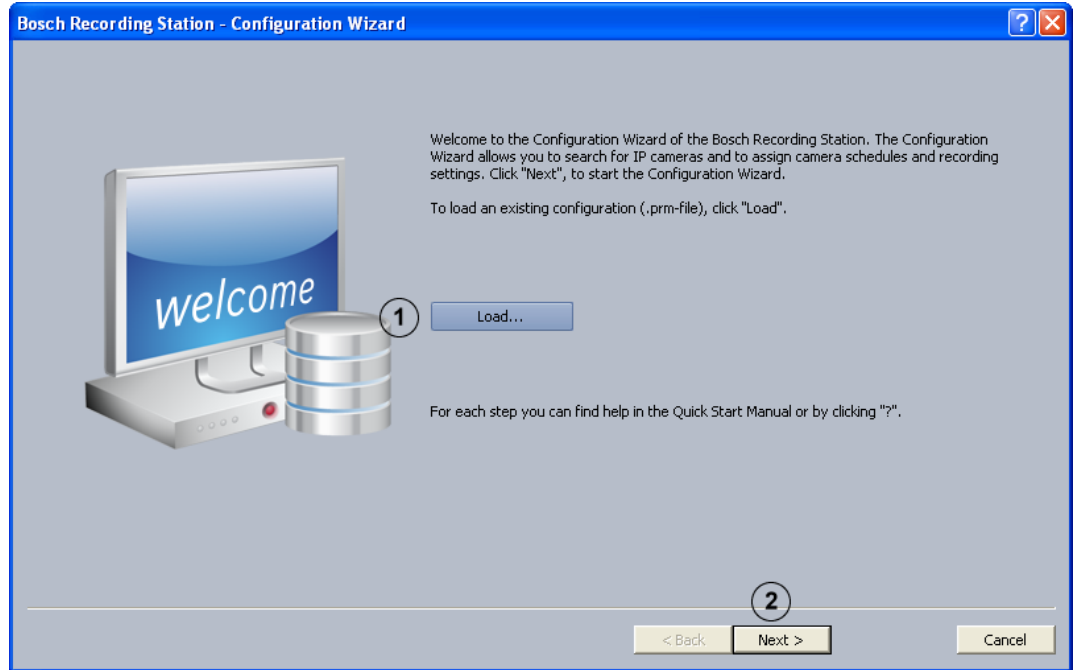 Bosch Recording Station - Configuration Wizard
?
Welcome to the Configuration Wizard of the Bosch Recording Station. The Configuration
Wizard allows you to search for IP cameras and to assign camera schedules and recording
settings. Click "Next", to start the Configuration Wizard.
To load an existing configuration (.prm-file), click "Load".
welcome
1
Load...
For each step you can find help in the Quick Start Manual or by clicking "?".
2
< Back
Next >
Cancel